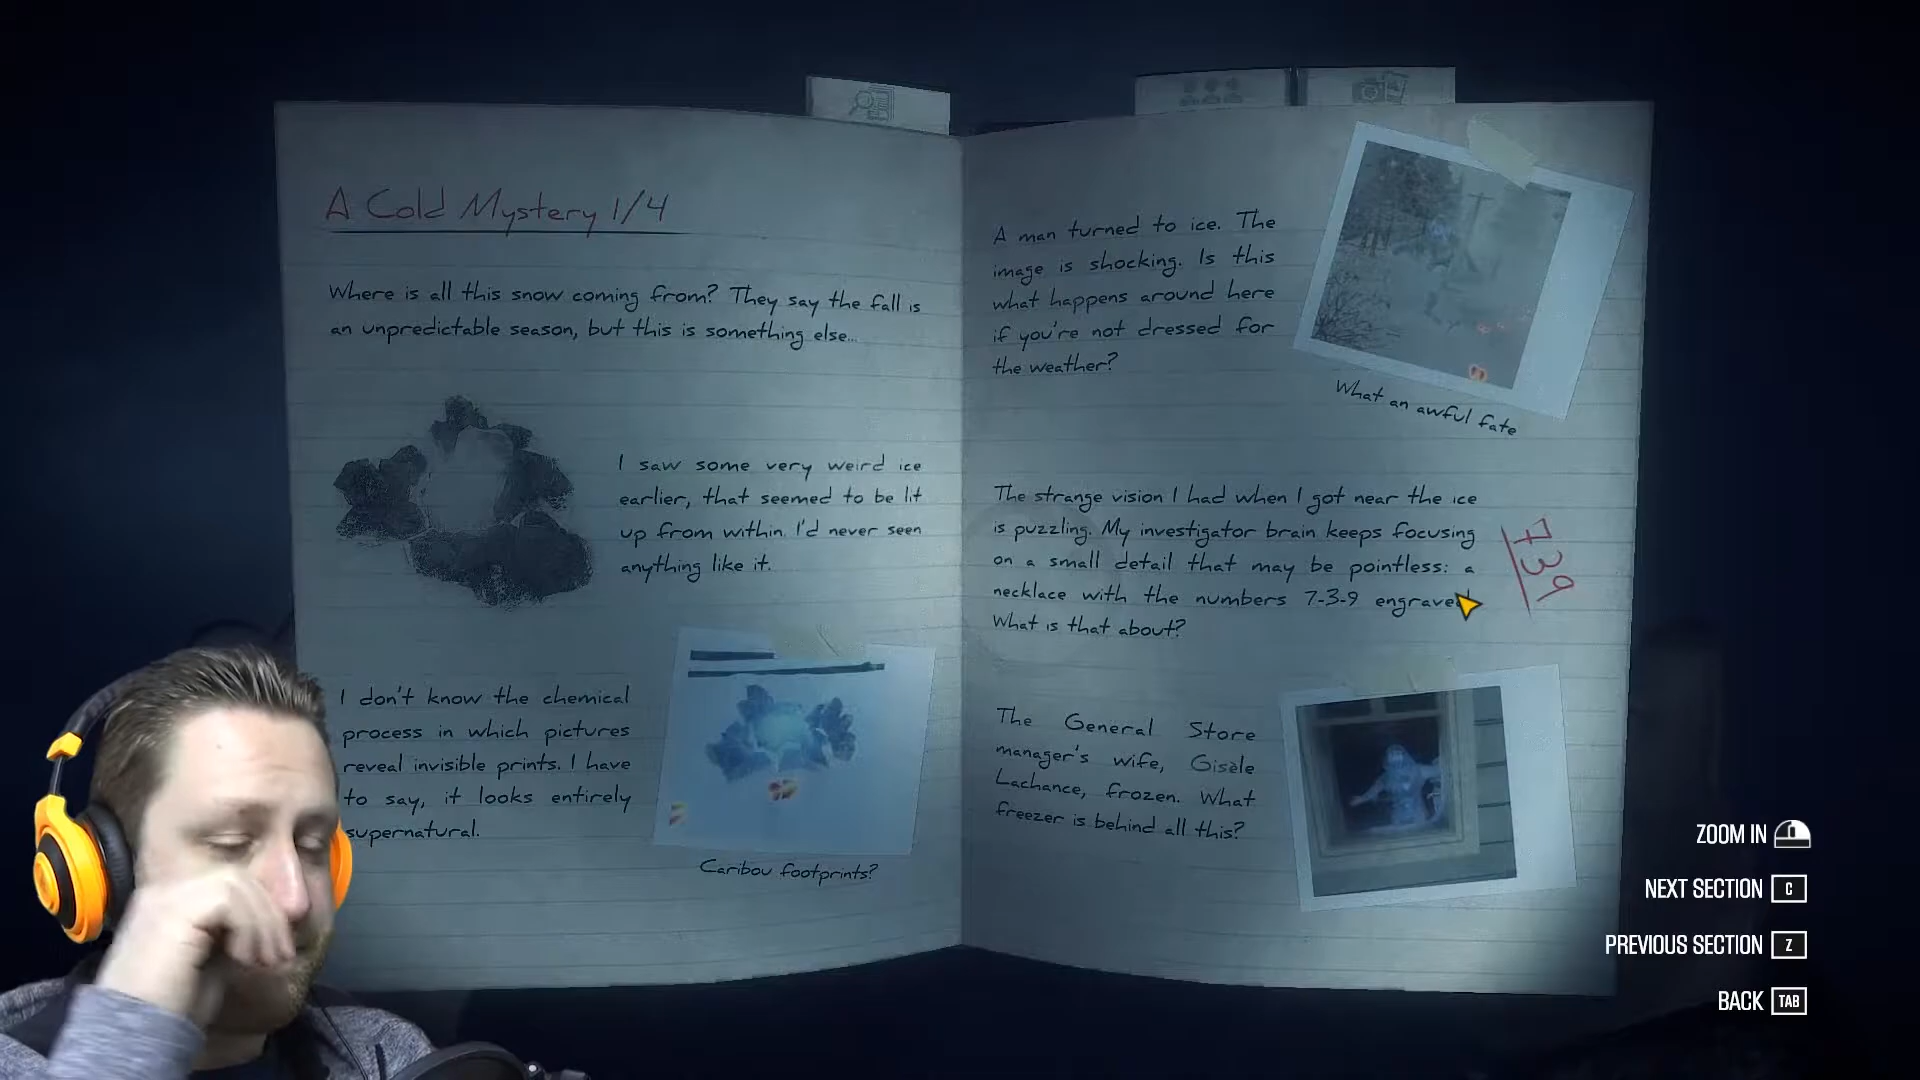 A Cold Mystery 1/4
Where is all this snow coming from? They say the fall is
an unpredictable season, but this is something else...
I saw some very weird ice
earlier, that seemed to be lit
up from within. I'd never seen
anything like it.
I don't know the chemical
process in which pictures
reveal invisible prints. I have
to say, it looks entirely
supernatural.
Caribou footprints?
A man turned to ice. The
image is shocking. Is this
what happens around here
if you're not dressed for
the weather?
What an awful fate
The strange vision I had when I got near the ice
is puzzling. My investigator brain keeps focusing
on a small detail that may be pointless: a
necklace with the numbers 7-3-9 engraved.
What is that about?
739
The General Store
manager's wife, Gisèle
Lachance, frozen. What
freezer is behind all this?
ZOOM IN
NEXT SECTION C
PREVIOUS SECTION Z
BACK TAB